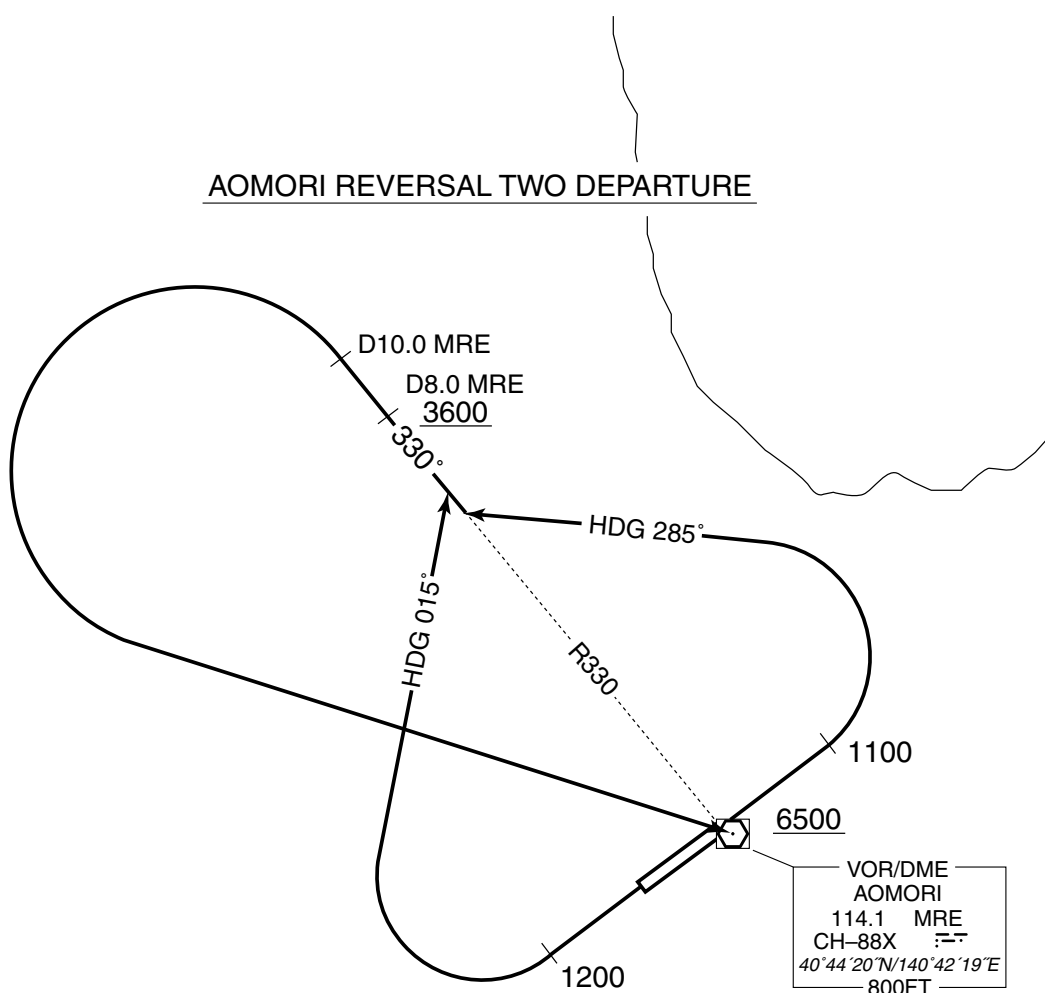 AOMORI REVERSAL TWO DEPARTURE
D10.0 MRE
D8.0 MRE
3600
330°
HDG 285°
HDG 015°
R330
1100
6500
VOR/DME
AOMORI
114.1 MRE
CH–88X
40°44´20˝N/140°42´19˝E
800FT
1200